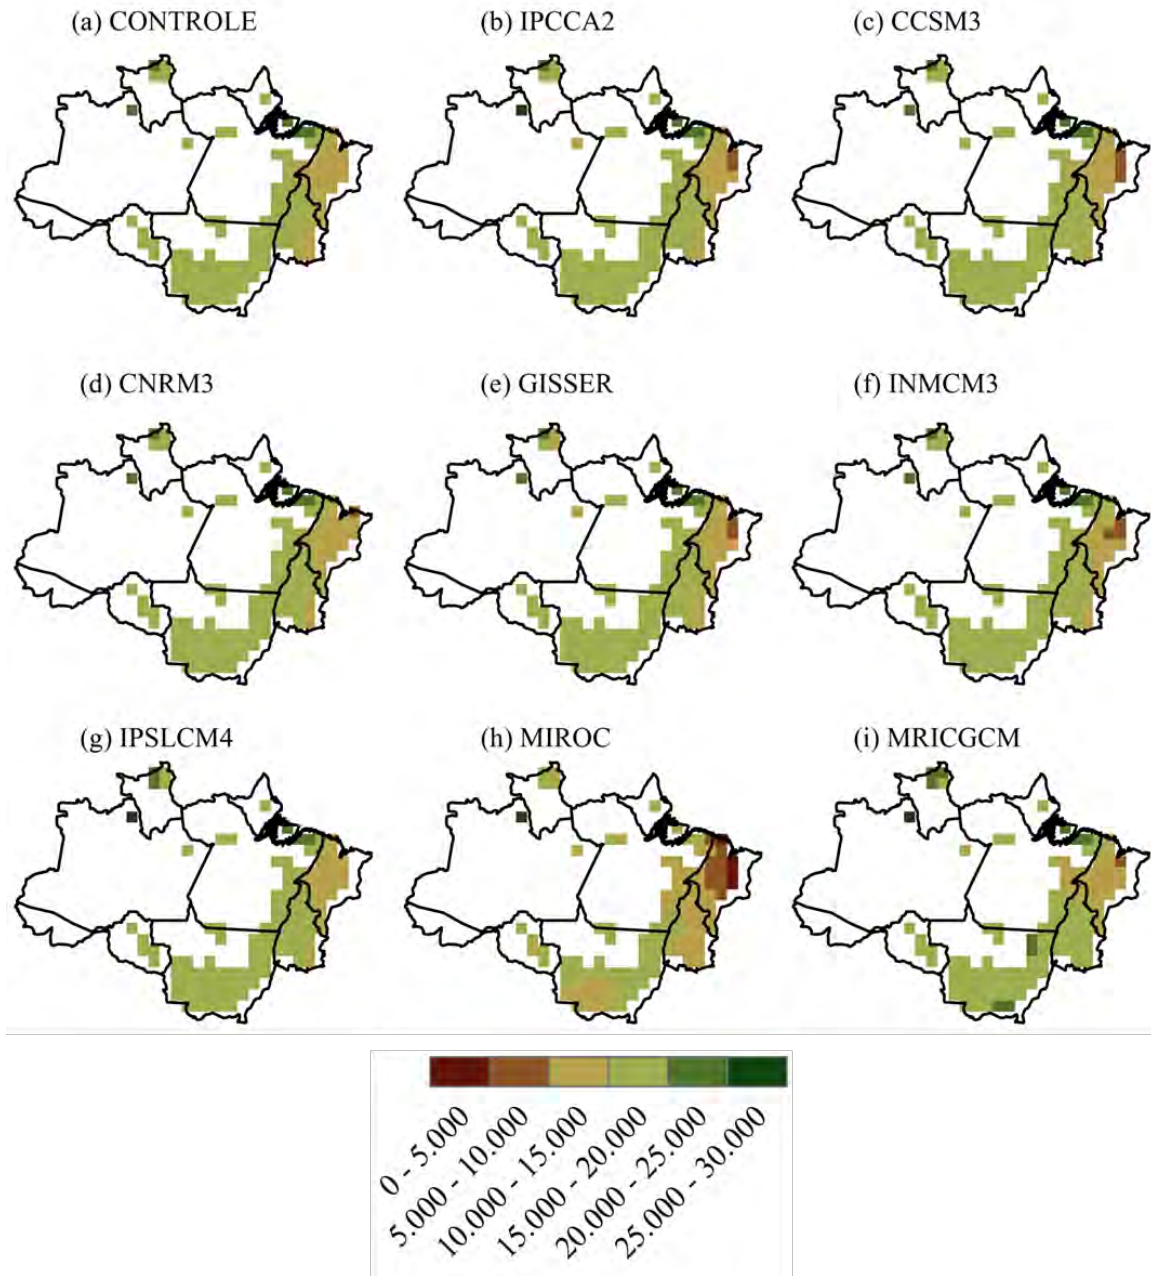 (a) CONTROLE
(b) IPCCA2
(c) CCSM3
(d) CNRM3
(e) GISSER
(f) INMCM3
(g) IPSLCM4
(h) MIROC
(i) MRICGCM
0 - 5.000
5.000 - 10.000
10.000 - 15.000
15.000 - 20.000
20.000 - 25.000
25.000 - 30.000